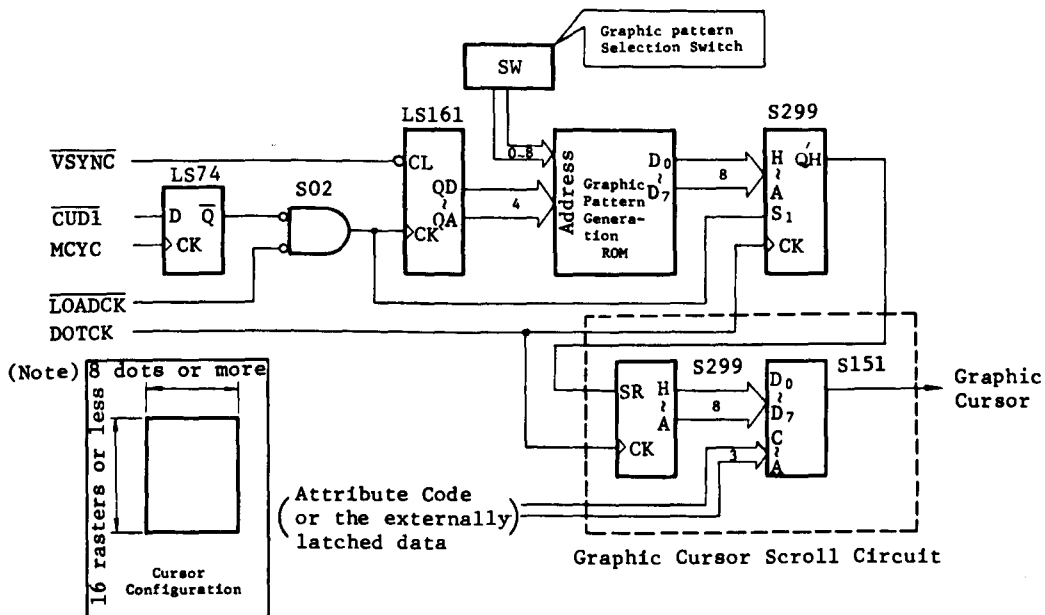 Graphic pattern
Selection Switch
SW
LS161
S299
VSYNC
CL
LS74
S02
CUD1
D Q
MCYC
CK
QD
~
QA
CK
4
0~8
Address
D0
~
D7
Graphic
Pattern
Genera-
tion
ROM
8
H Q'H
~
A
S1
CK
LOADCK
DOTCK
(Note)
8 dots or more
16 rasters or less
Cursor
Configuration
S299
S151
SR H
~
A
CK
8
D0
~
D7
C
~
A
3
Graphic
Cursor
(Attribute Code
or the externally)
latched data
Graphic Cursor Scroll Circuit